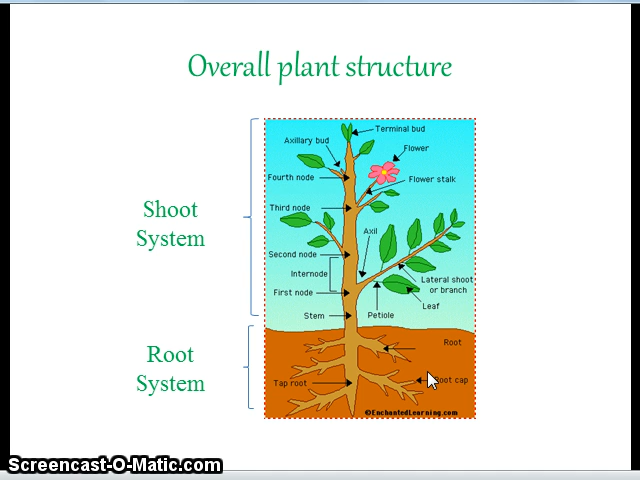 Overall plant structure
Terminal bud
Axillary bud
Flower
Fourth node
Flower stalk
Third node
Shoot
System
Axil
Second node
Internode
Lateral shoot
or branch
First node
Leaf
Stem
Petiole
Root
System
Root
Tap root
oot cap
©EnchantedLearning.com
Screencast-O-Matic.com